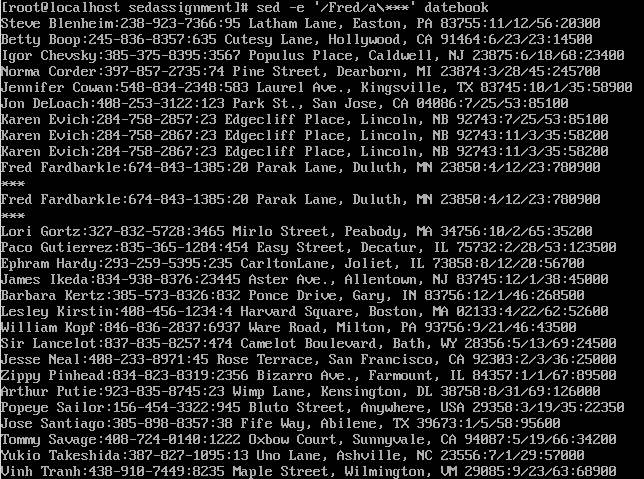 [root@localhost sedassignment]# sed -e '/Fred/a\***' datebook
Steve Blenheim:238-923-7366:95 Latham Lane, Easton, PA 83755:11/12/56:20300
Betty Boop:245-836-8357:635 Cutesy Lane, Hollywood, CA 91464:6/23/23:14500
Igor Chevsky:385-375-8395:3567 Populus Place, Caldwell, NJ 23875:6/18/68:23400
Norma Corder:397-857-2735:74 Pine Street, Dearborn, MI 23874:3/28/45:245700
Jennifer Cowan:548-834-2348:583 Laurel Ave., Kingsville, TX 83745:10/1/35:58900
Jon DeLoach:408-253-3122:123 Park St., San Jose, CA 04086:7/25/53:85100
Karen Evich:284-758-2857:23 Edgecliff Place, Lincoln, NB 92743:7/25/53:85100
Karen Evich:284-758-2867:23 Edgecliff Place, Lincoln, NB 92743:11/3/35:58200
Karen Evich:284-758-2867:23 Edgecliff Place, Lincoln, NB 92743:11/3/35:58200
Fred Fardbarkle:674-843-1385:20 Parak Lane, Duluth, MN 23850:4/12/23:780900
***
Fred Fardbarkle:674-843-1385:20 Parak Lane, Duluth, MN 23850:4/12/23:780900
***
Lori Gortz:327-832-5728:3465 Mirlo Street, Peabody, MA 34756:10/2/65:35200
Paco Gutierrez:835-365-1284:454 Easy Street, Decatur, IL 75732:2/28/53:123500
Ephram Hardy:293-259-5395:235 CarltonLane, Joliet, IL 73858:8/12/20:56700
James Ikeda:834-938-8376:23445 Aster Ave., Allentown, NJ 83745:12/1/38:45000
Barbara Kertz:385-573-8326:832 Ponce Drive, Gary, IN 83756:12/1/46:268500
Lesley Kirstin:408-456-1234:4 Harvard Square, Boston, MA 02133:4/22/62:52600
William Kopf:846-836-2837:6937 Ware Road, Milton, PA 93756:9/21/46:43500
Sir Lancelot:837-835-8257:474 Camelot Boulevard, Bath, WY 28356:5/13/69:24500
Jesse Neal:408-233-8971:45 Rose Terrace, San Francisco, CA 92303:2/3/36:25000
Zippy Pinhead:834-823-8319:2356 Bizarro Ave., Farmount, IL 84357:1/1/67:89500
Arthur Putie:923-835-8745:23 Wimp Lane, Kensington, DL 38758:8/31/69:126000
Popeye Sailor:156-454-3322:945 Bluto Street, Anywhere, USA 29358:3/19/35:22350
Jose Santiago:385-898-8357:38 Fife Way, Abilene, TX 39673:1/5/58:95600
Tommy Savage:408-724-0140:1222 Oxbow Court, Sunnyvale, CA 94087:5/19/66:34200
Yukio Takeshida:387-827-1095:13 Uno Lane, Ashville, NC 23556:7/1/29:57000
Vinh Tranh:438-910-7449:8235 Maple Street, Wilmington, VM 29085:9/23/63:68900